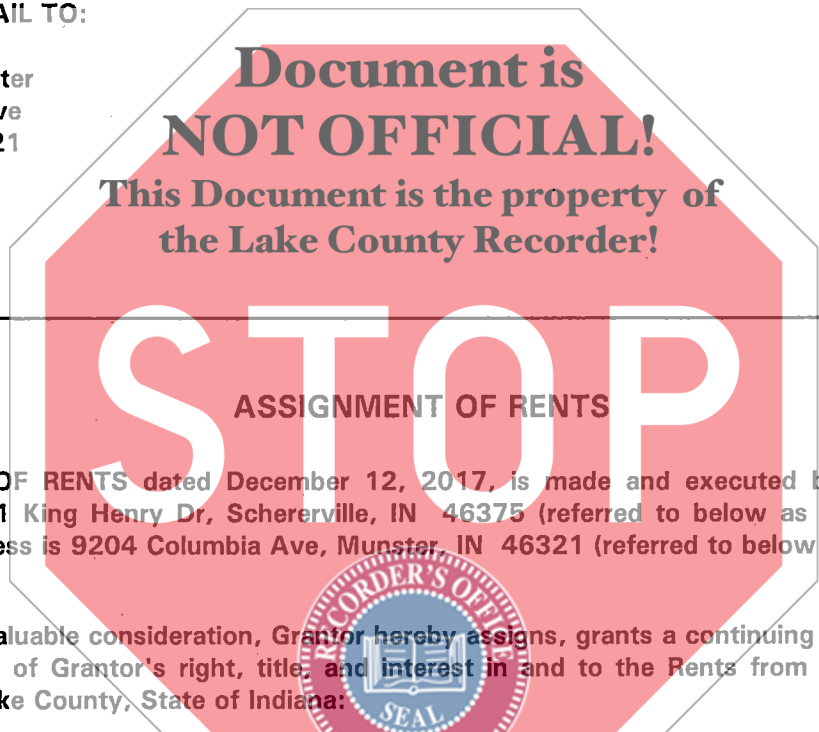 AIL TO:
Document is
ter
ve
NOT OFFICIAL!
21
This Document is the property of
the Lake County Recorder!
STOP
ASSIGNMENT OF RENTS
OF RENTS dated December 12, 2017, is made and executed b
1 King Henry Dr, Schererville, IN 46375 (referred to below as
ess is 9204 Columbia Ave, Munster, IN 46321 (referred to below
RECORDER'S OFFICE
aluable consideration, Grantor hereby assigns, grants a continuing
of Grantor's right, title, and interest in and to the Rents from
ke County, State of Indiana:
SEAL